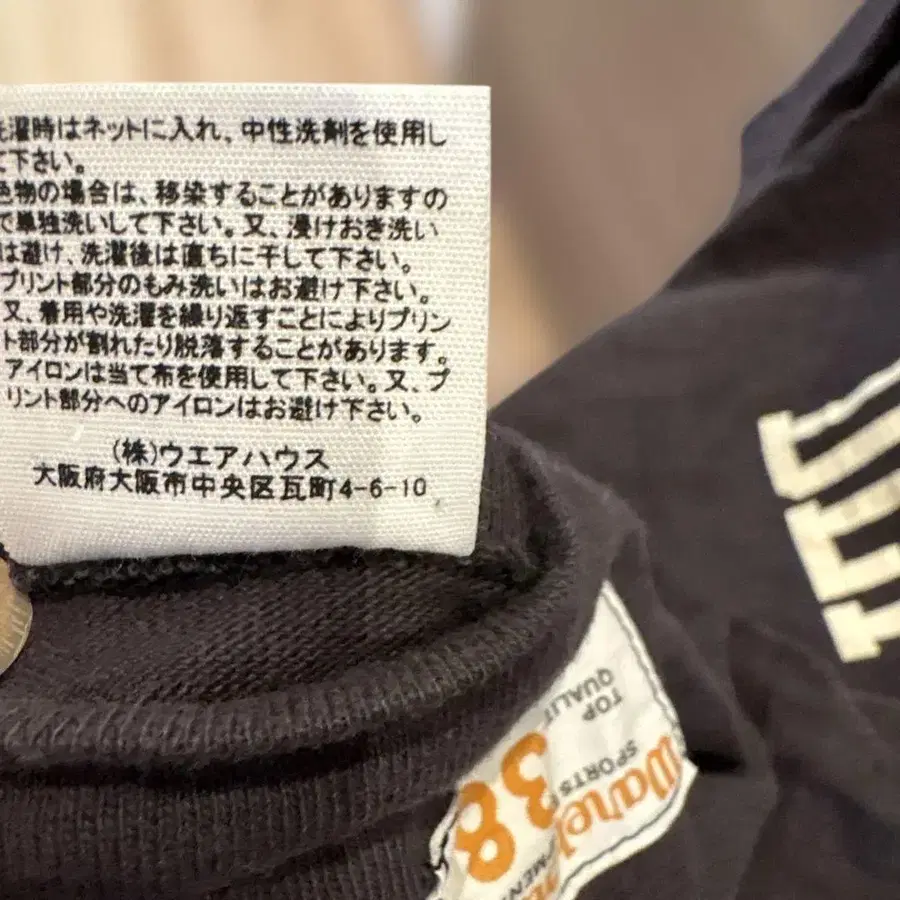 洗濯時はネットに入れ、中性洗剤を使用し
て下さい。
色物の場合は、移染することがありますの
で単独洗いして下さい。又、浸けおき洗い
は避け、洗濯後は直ちに干して下さい。
プリント部分のもみ洗いはお避け下さい。
又、着用や洗濯を繰り返すことによりプリン
ト部分が割れたり脱落することがあります。
アイロンは当て布を使用して下さい。又、プ
リント部分へのアイロンはお避け下さい。
(株)ウエアハウス
大阪府大阪市中央区瓦町4-6-10
TOP
QUALIT
SPORTS
Ware
38